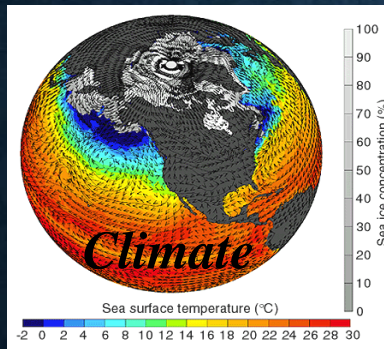 100
90
80
70
60
50
40
30
20
10
0
Sea ice concentration (%)
Climate
Sea surface temperature (°C)
-2 0 2 4 6 8 10 12 14 16 18 20 22 24 26 28 30